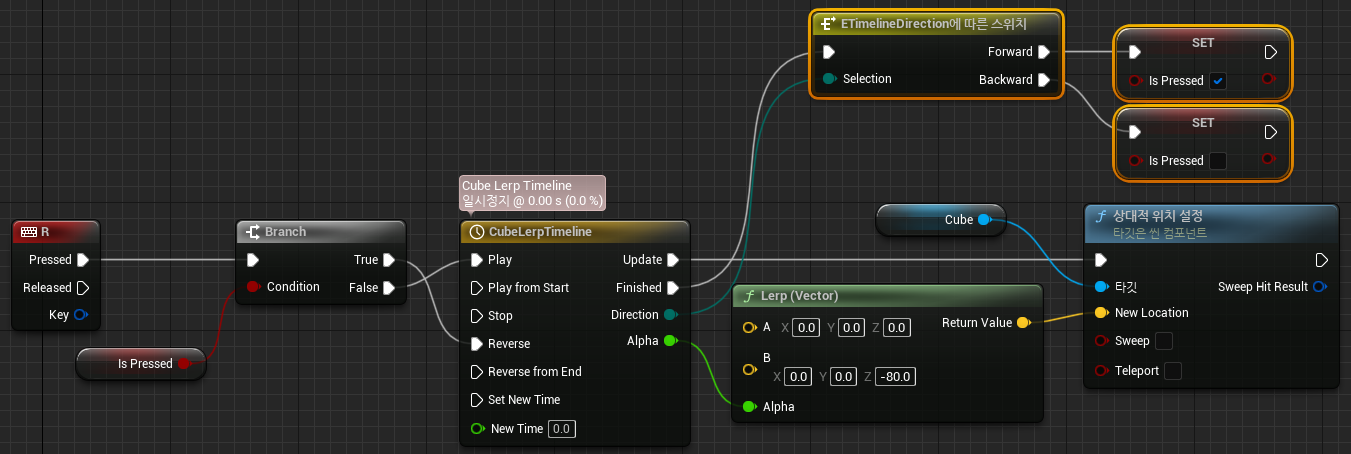 ETimelineDirection에 따른 스위치
Forward
Selection
Backward
SET
Is Pressed
SET
Is Pressed
Cube Lerp Timeline
일시정지 @ 0.00 s (0.0 %)
R
Pressed
Released
Key
Is Pressed
Branch
True
Condition
False
CubeLerpTimeline
Play
Update
Play from Start
Finished
Stop
Direction
Reverse
Alpha
Reverse from End
Set New Time
New Time 0.0
Lerp (Vector)
A X 0.0 Y 0.0 Z 0.0
Return Value
B
X 0.0 Y 0.0 Z -80.0
Alpha
Cube
상대적 위치 설정
타깃은 씬 컴포넌트
타깃
Sweep Hit Result
New Location
Sweep
Teleport